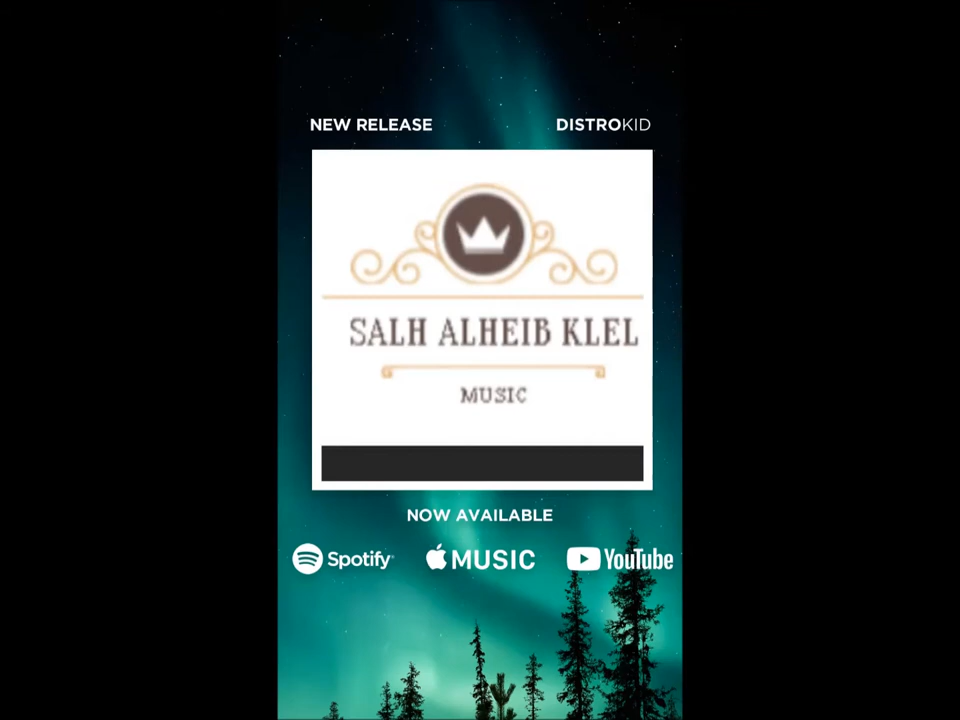 NEW RELEASE DISTROKID
SALH ALHEIB KLEL
MUSIC
NOW AVAILABLE
Spotify MUSIC YouTube